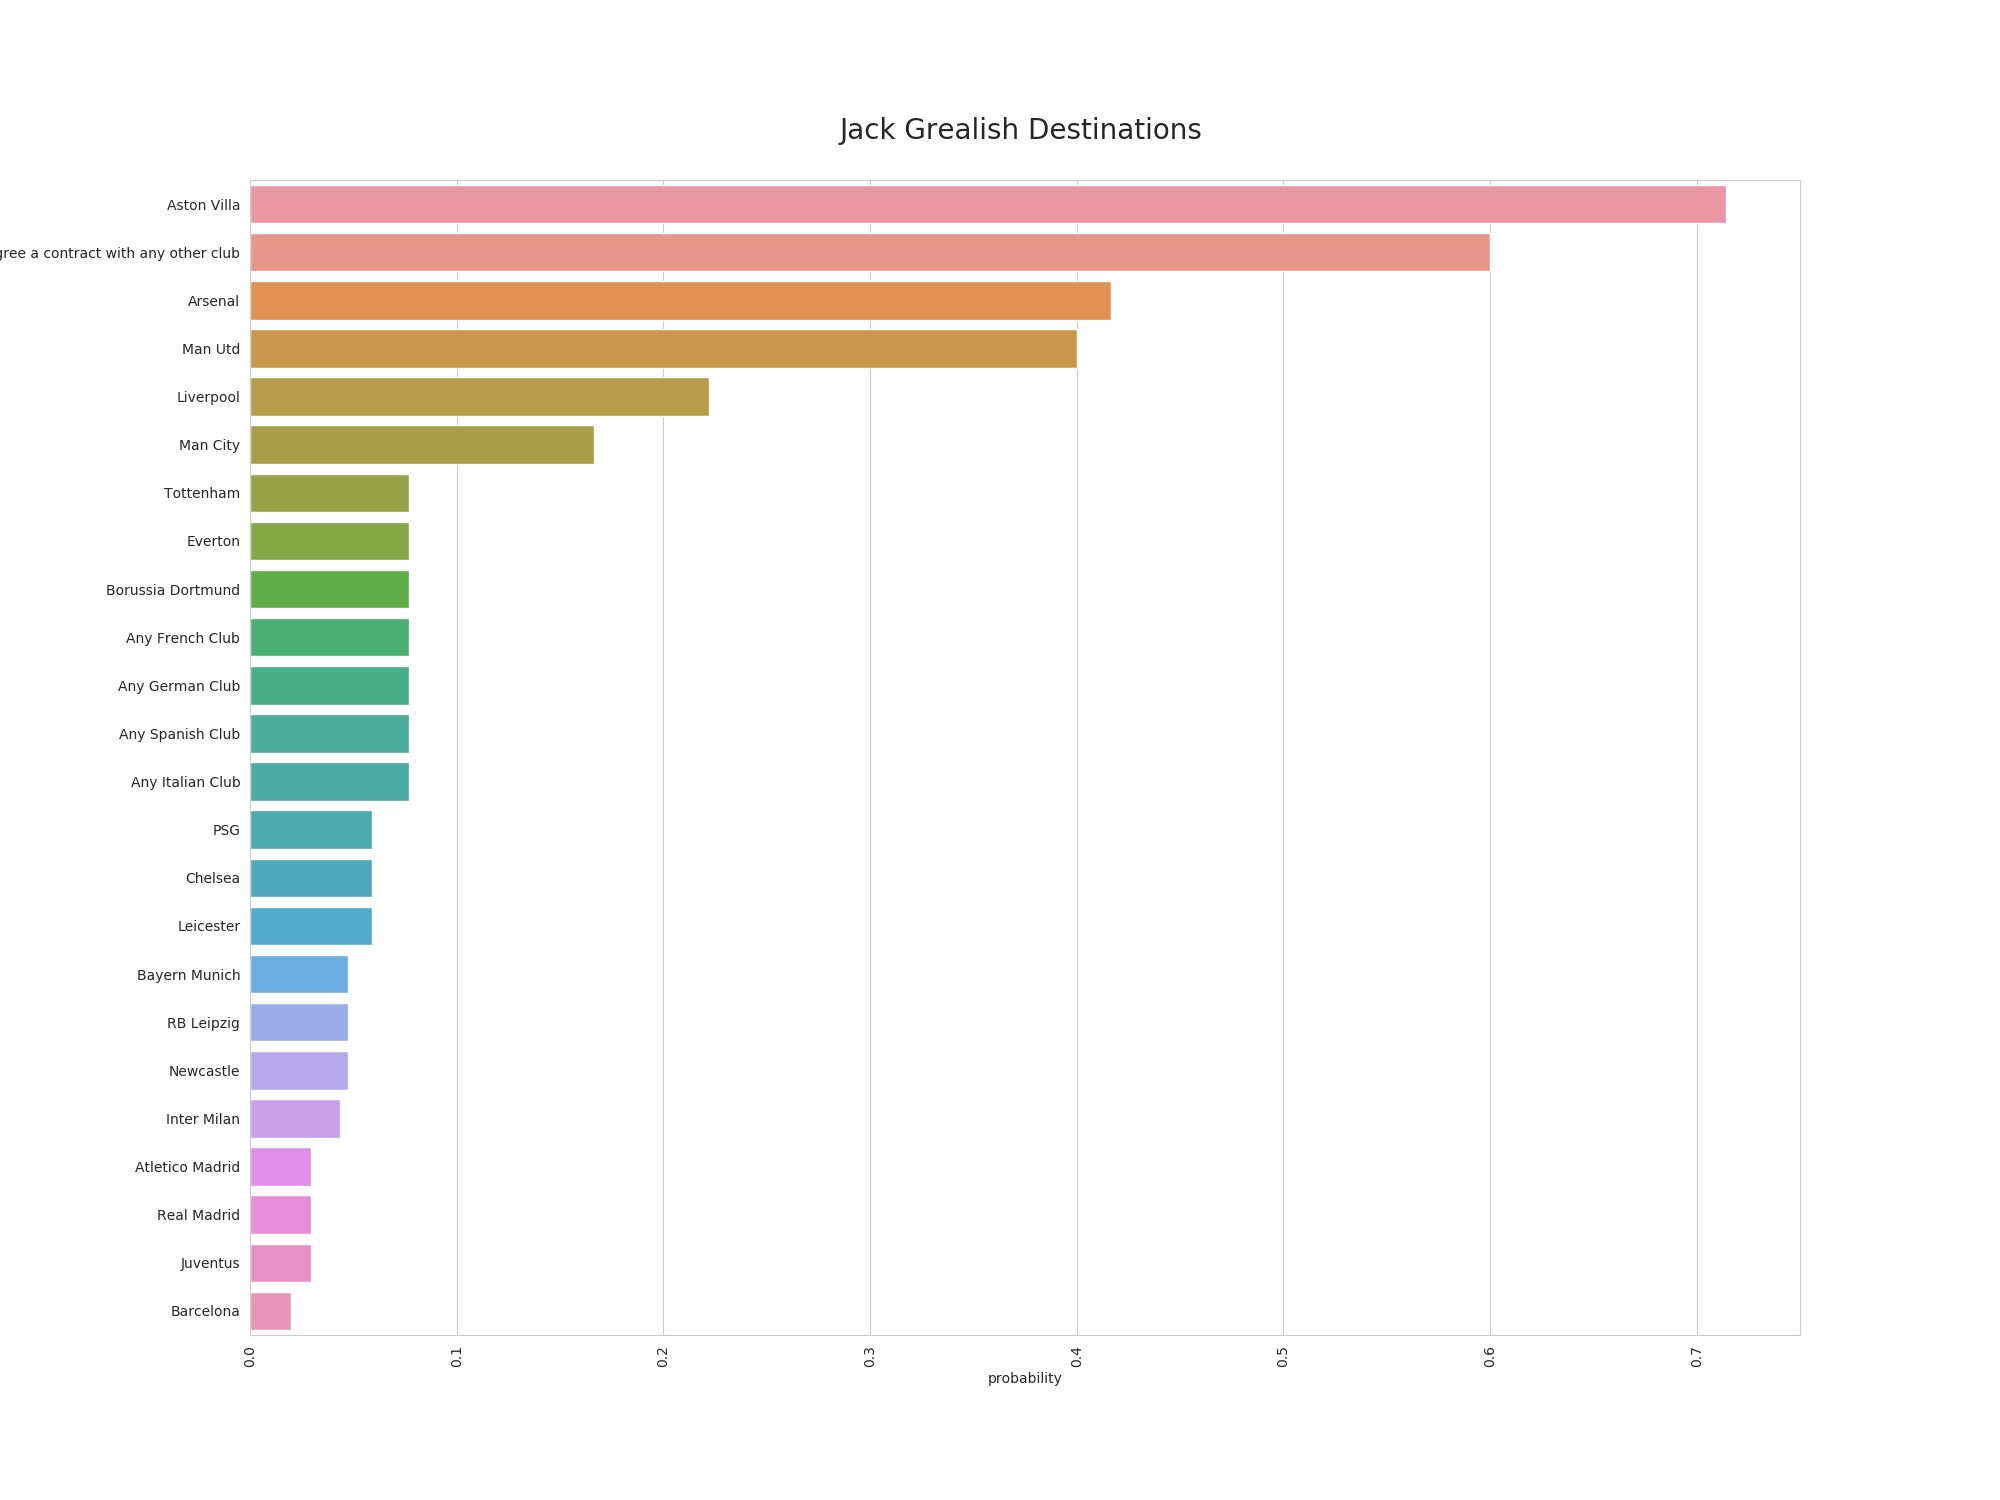 Jack Grealish Destinations
Aston Villa
a contract with any other club
Arsenal
Man Utd
Liverpool
Man City
Tottenham
Everton
Borussia Dortmund
Any French Club
Any German Club
Any Spanish Club
Any Italian Club
PSG
Chelsea
Leicester
Bayern Munich
RB Leipzig
Newcastle
Inter Milan
Atletico Madrid
Real Madrid
Juventus
Barcelona
0.0 0.1 0.2 0.3 0.4 0.5 0.6 0.7
probability